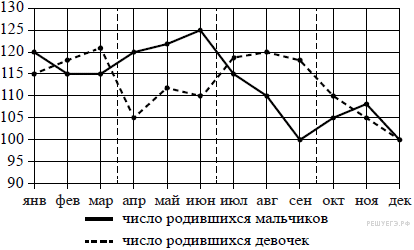 130
125
120
115
110
105
100
95
90
янв фев мар апр май июн июл авг сен окт ноя дек
число родившихся мальчиков
число родившихся девочек
РЕШУЕГЭ.РФ